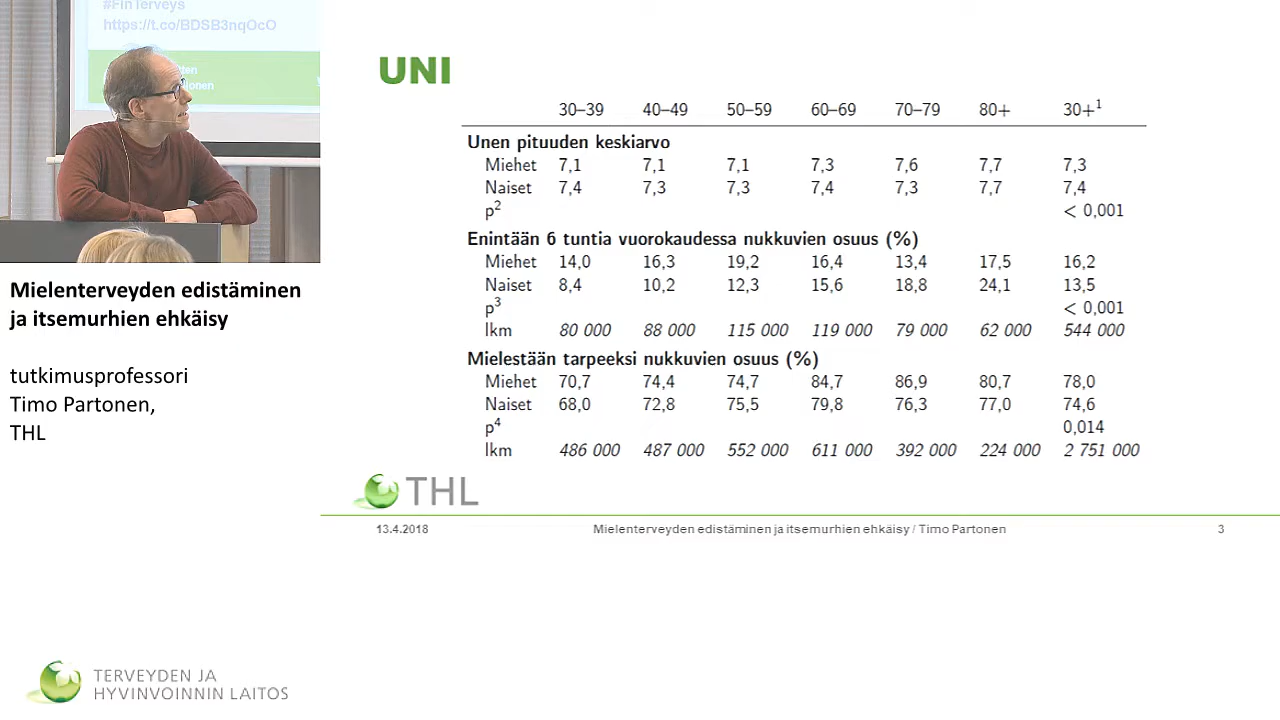 #FinTerveys
https://t.co/BDSB3nqOcO
Mielenterveyden edistäminen
ja itsemurhien ehkäisy
tutkimusprofessori
Timo Partonen,
THL
UNI
30–39 40–49 50–59 60–69 70–79 80+ 30+¹
Unen pituuden keskiarvo
Miehet 7,1 7,1 7,1 7,3 7,6 7,7 7,3
Naiset 7,4 7,3 7,3 7,4 7,3 7,7 7,4
p² < 0,001
Enintään 6 tuntia vuorokaudessa nukkuvien osuus (%)
Miehet 14,0 16,3 19,2 16,4 13,4 17,5 16,2
Naiset 8,4 10,2 12,3 15,6 18,8 24,1 13,5
p³ < 0,001
lkm 80 000 88 000 115 000 119 000 79 000 62 000 544 000
Mielestään tarpeeksi nukkuvien osuus (%)
Miehet 70,7 74,4 74,7 84,7 86,9 80,7 78,0
Naiset 68,0 72,8 75,5 79,8 76,3 77,0 74,6
p⁴ 0,014
lkm 486 000 487 000 552 000 611 000 392 000 224 000 2 751 000
THL
13.4.2018 Mielenterveyden edistäminen ja itsemurhien ehkäisy / Timo Partonen 3
TERVEYDEN JA
HYVINVOINNIN LAITOS